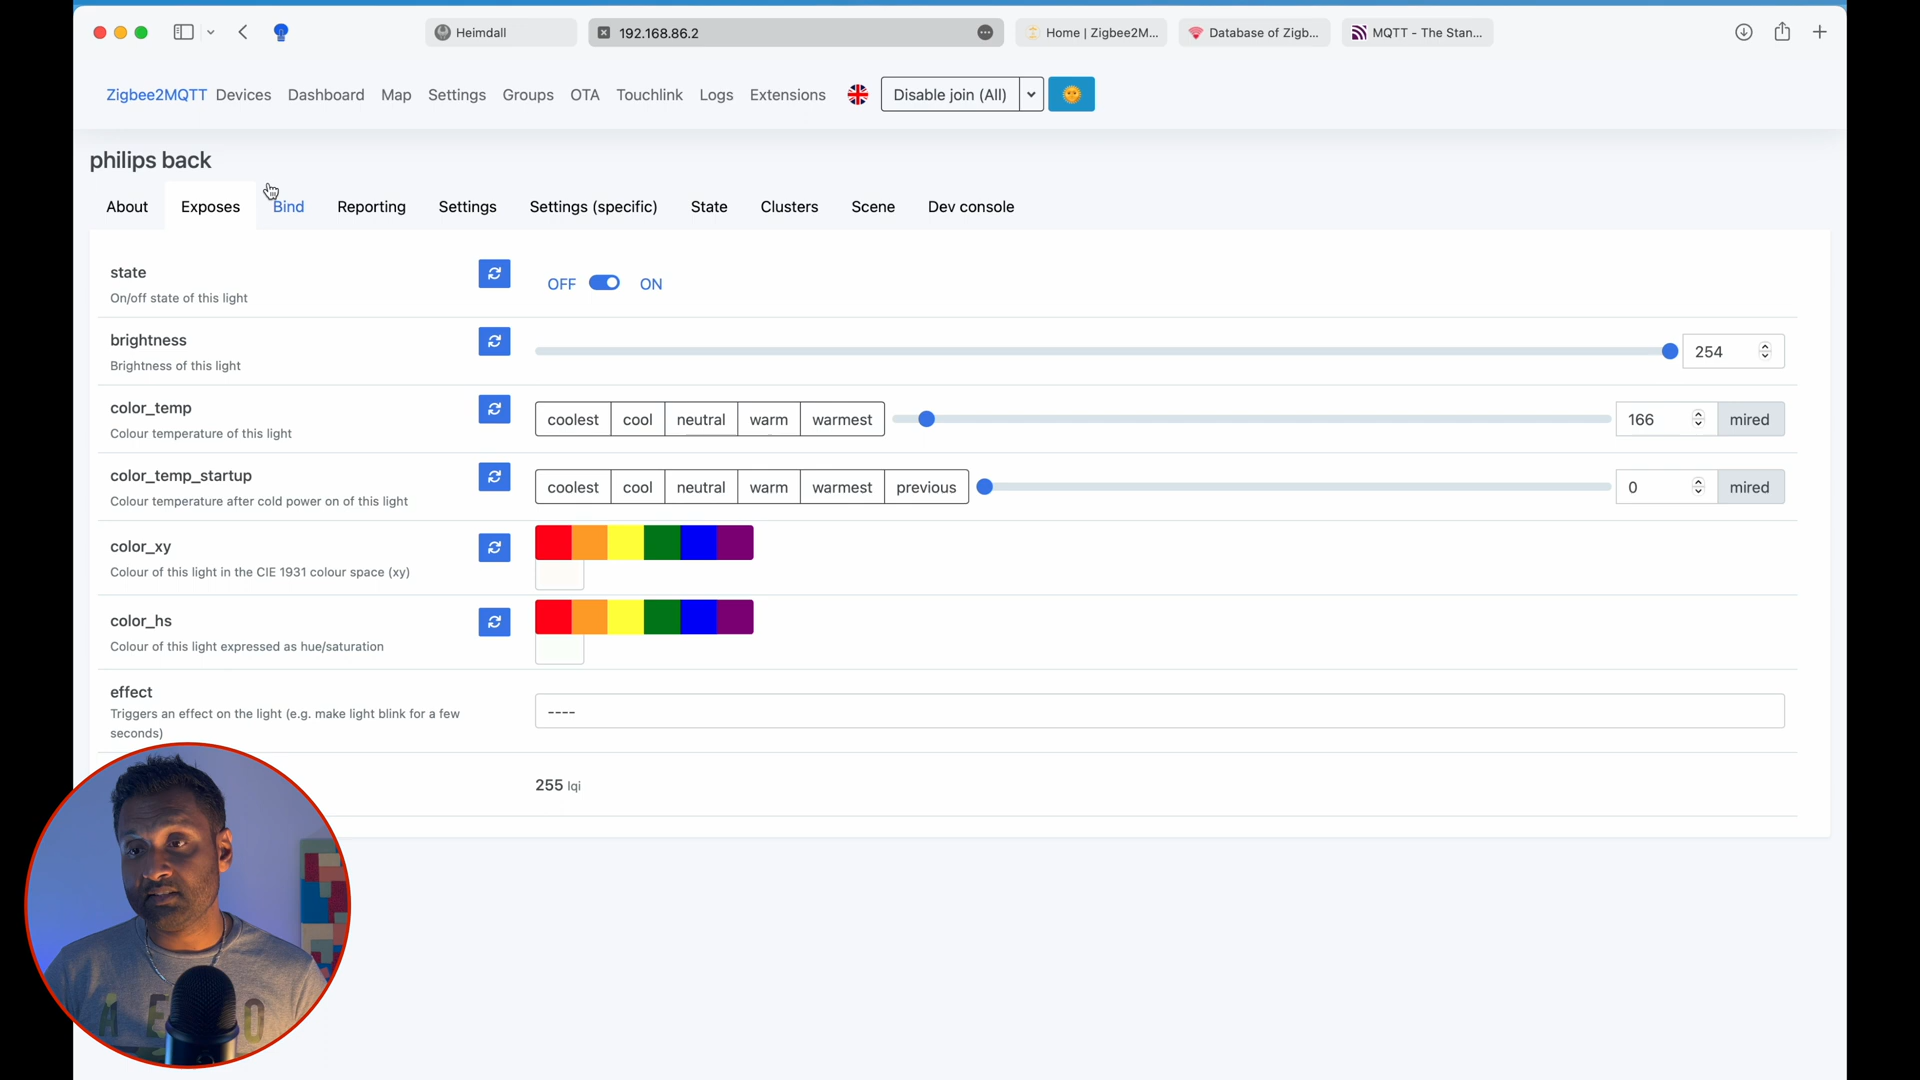 Heimdall
192.168.86.2
Home | Zigbee2M...
Database of Zigb...
MQTT - The Stan...
Zigbee2MQTT Devices Dashboard Map Settings Groups OTA Touchlink Logs Extensions
Disable join (All)
philips back
About Exposes Bind Reporting Settings Settings (specific) State Clusters Scene Dev console
state
On/off state of this light
OFF ON
brightness
Brightness of this light
254
color_temp
Colour temperature of this light
coolest cool neutral warm warmest
166 mired
color_temp_startup
Colour temperature after cold power on of this light
coolest cool neutral warm warmest previous
0 mired
color_xy
Colour of this light in the CIE 1931 colour space (xy)
color_hs
Colour of this light expressed as hue/saturation
effect
Triggers an effect on the light (e.g. make light blink for a few
seconds)
----
255 lqi